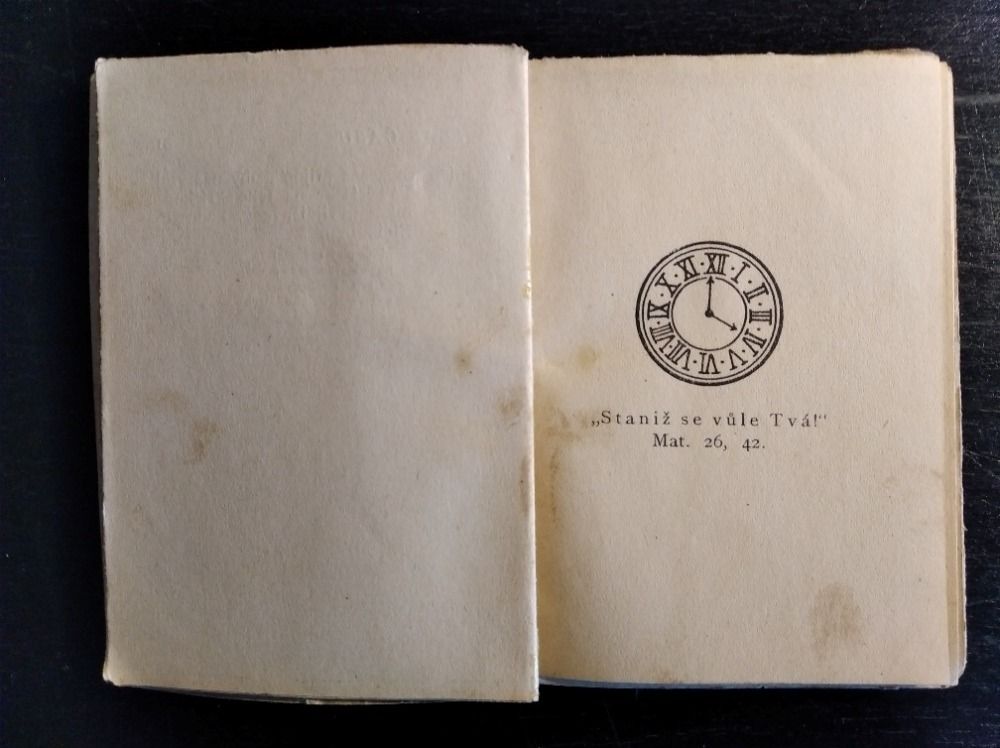 XII I II III IV V VI VII VIII IX X XI
„Staniž se vůle Tvá!“
Mat. 26, 42.